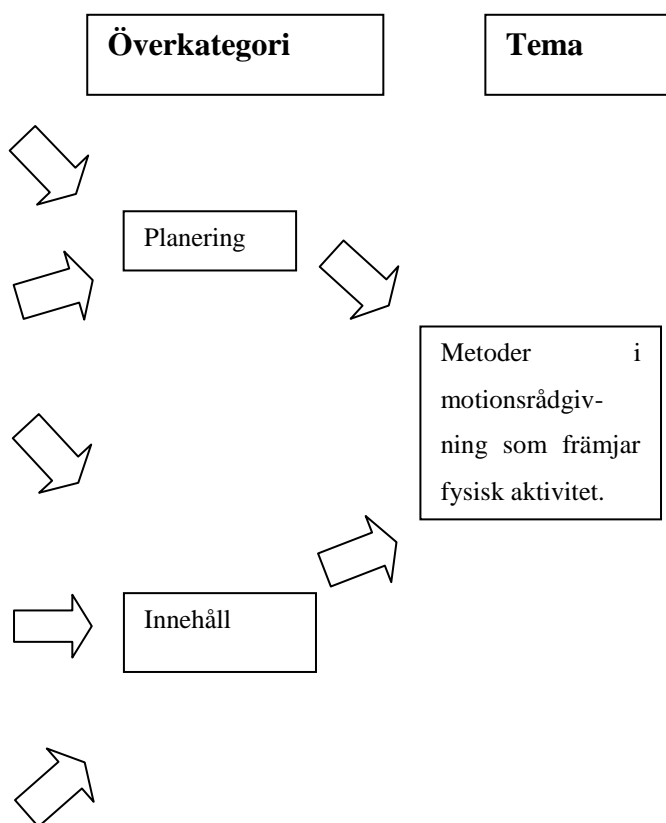 Överkategori
Tema
Planering
Metoder i
motionsrådgiv-
ning som främjar
fysisk aktivitet.
Innehåll